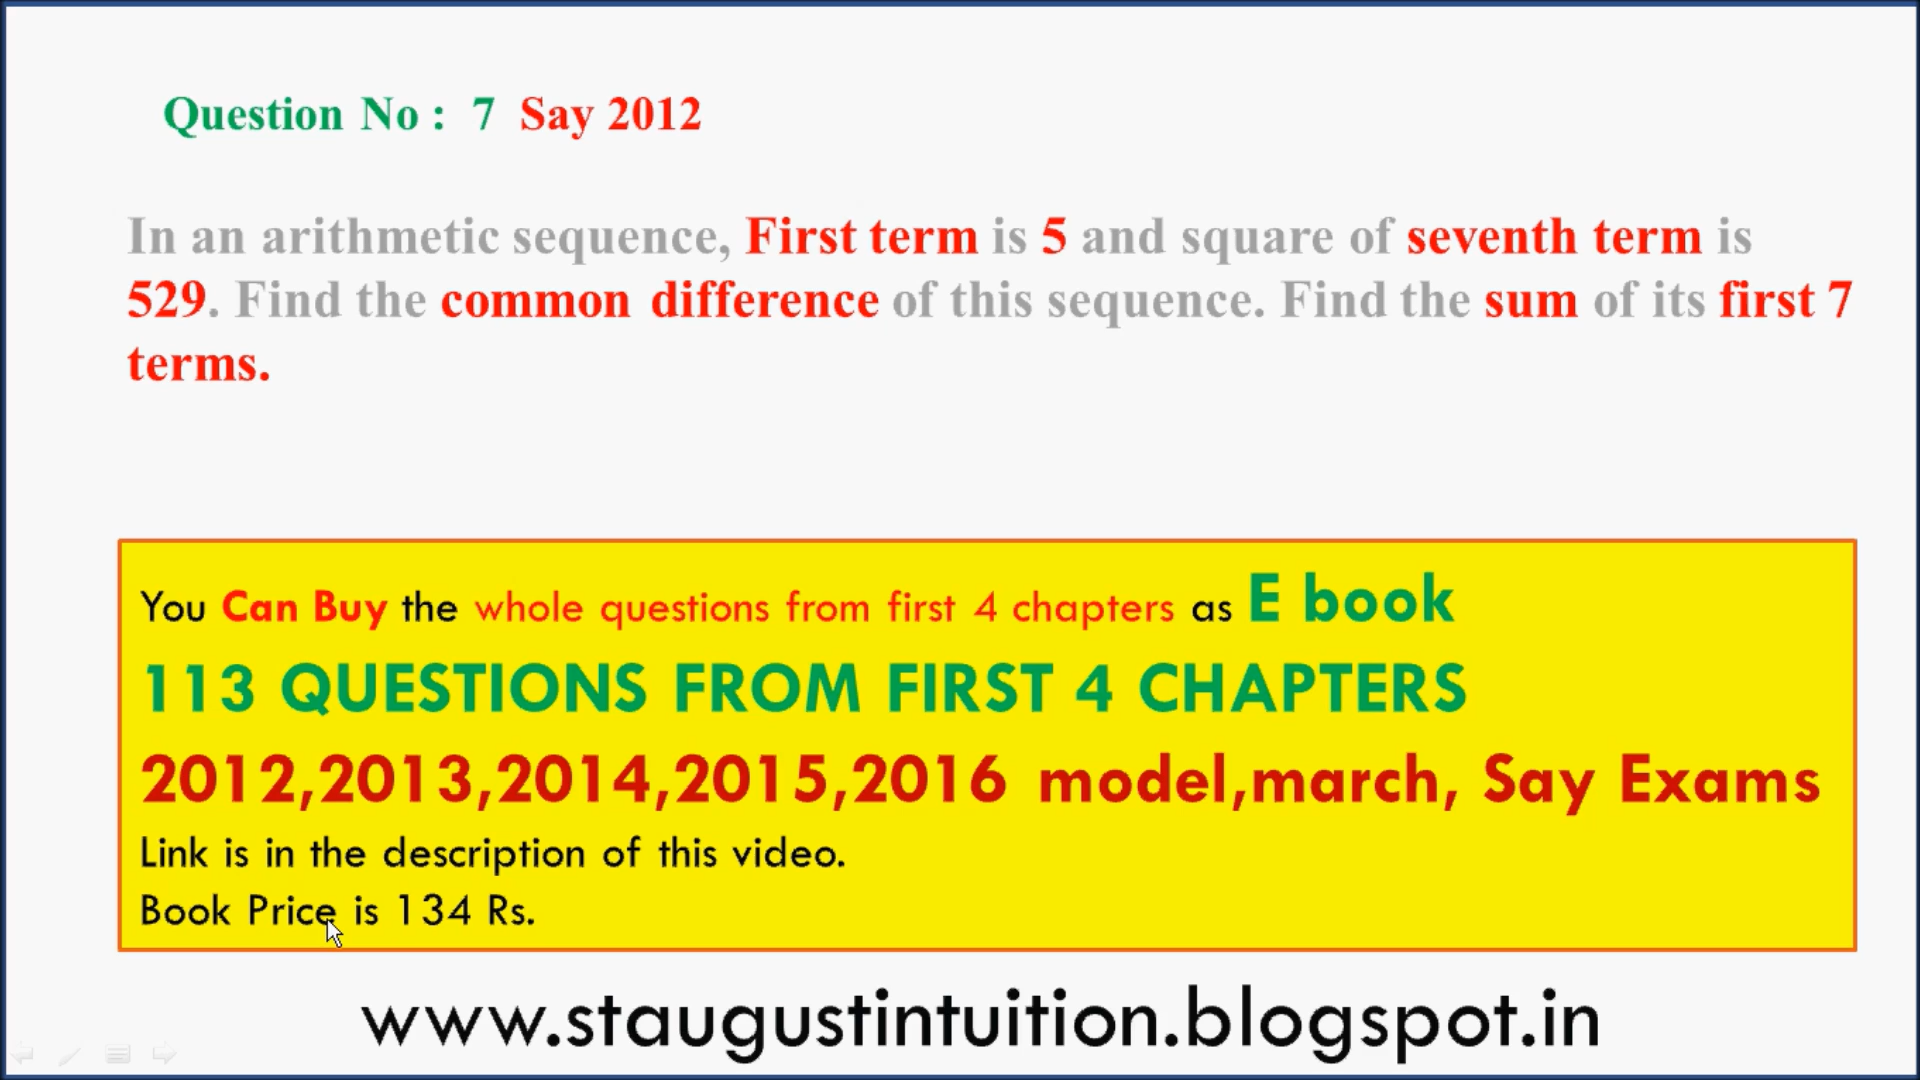 Question No : 7 Say 2012
In an arithmetic sequence, First term is 5 and square of seventh term is
529. Find the common difference of this sequence. Find the sum of its first 7
terms.
You Can Buy the whole questions from first 4 chapters as E book
113 QUESTIONS FROM FIRST 4 CHAPTERS
2012,2013,2014,2015,2016 model,march, Say Exams
Link is in the description of this video.
Book Price is 134 Rs.
www.staugustintuition.blogspot.in